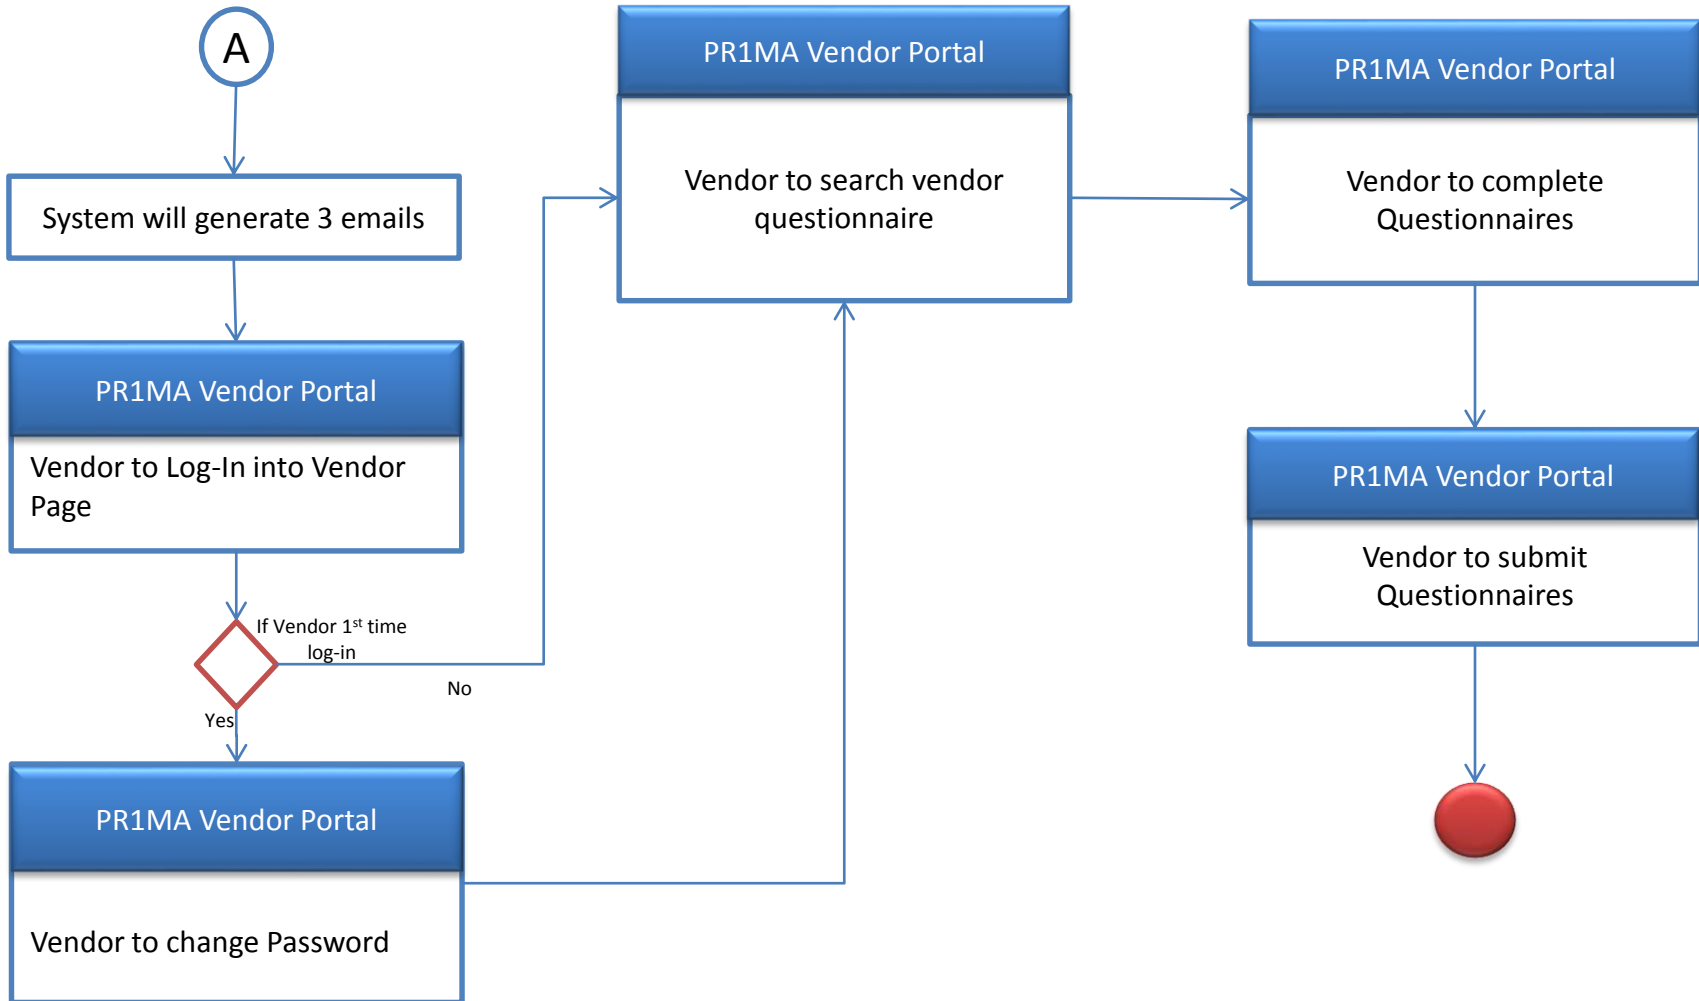 A
System will generate 3 emails
PR1MA Vendor Portal
Vendor to Log-In into Vendor
Page
If Vendor 1st time
log-in
No
Yes
PR1MA Vendor Portal
Vendor to change Password
PR1MA Vendor Portal
Vendor to search vendor
questionnaire
PR1MA Vendor Portal
Vendor to complete
Questionnaires
PR1MA Vendor Portal
Vendor to submit
Questionnaires